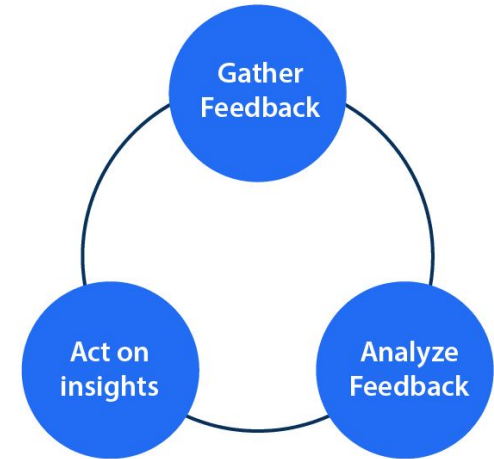 Gather
Feedback
Analyze
Feedback
Act on
insights